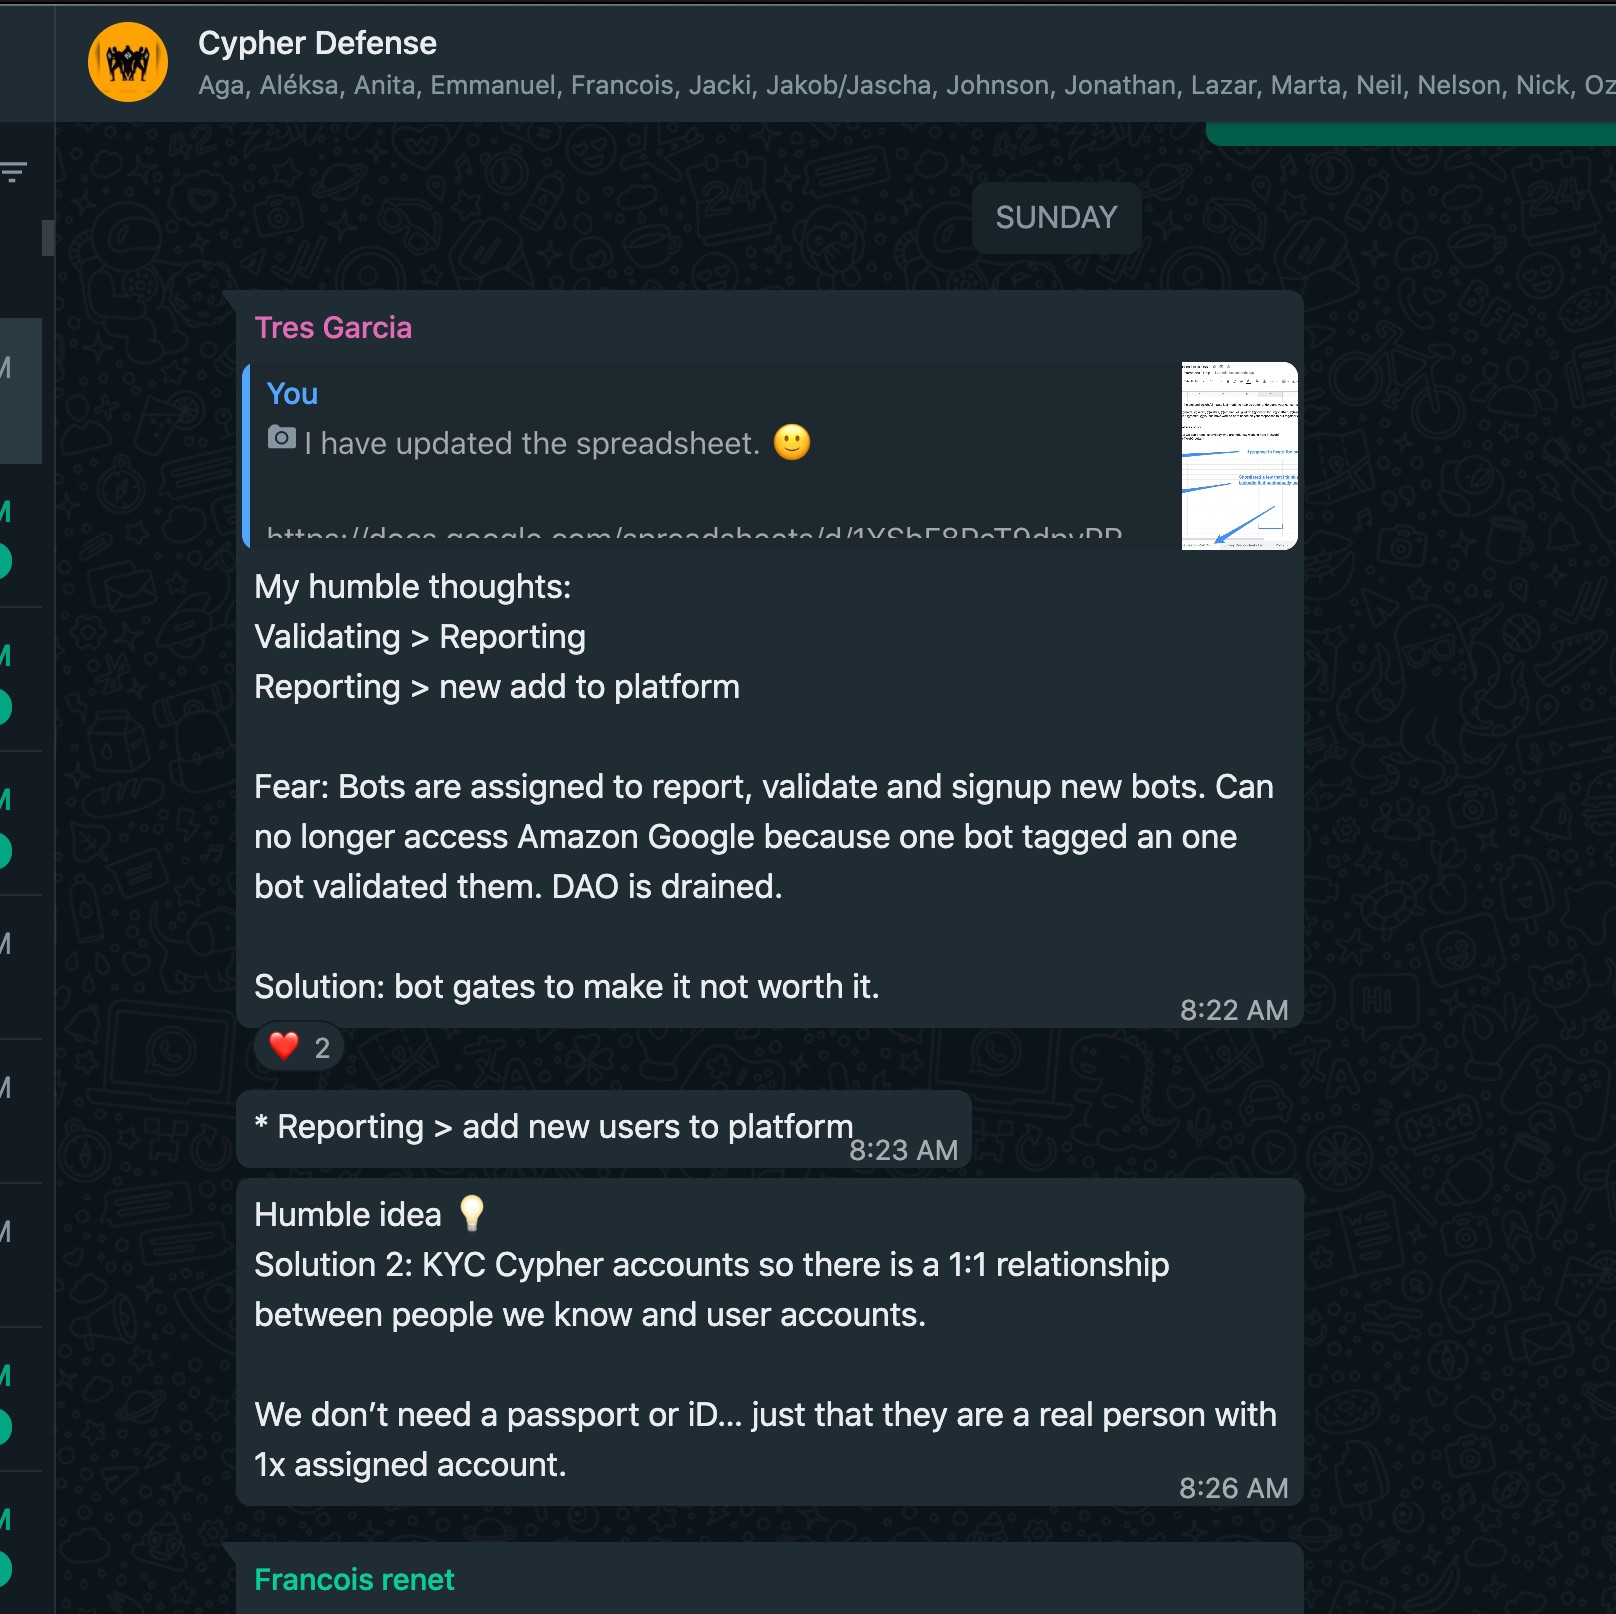 Cypher Defense
Aga, Aléksa, Anita, Emmanuel, Francois, Jacki, Jakob/Jascha, Johnson, Jonathan, Lazar, Marta, Neil, Nelson, Nick, Oz
SUNDAY
Tres Garcia
You
I have updated the spreadsheet. 🙂
My humble thoughts:
Validating > Reporting
Reporting > new add to platform
Fear: Bots are assigned to report, validate and signup new bots. Can
no longer access Amazon Google because one bot tagged an one
bot validated them. DAO is drained.
Solution: bot gates to make it not worth it.
8:22 AM
❤️ 2
* Reporting > add new users to platform
8:23 AM
Humble idea 💡
Solution 2: KYC Cypher accounts so there is a 1:1 relationship
between people we know and user accounts.
We don’t need a passport or iD... just that they are a real person with
1x assigned account.
8:26 AM
Francois renet